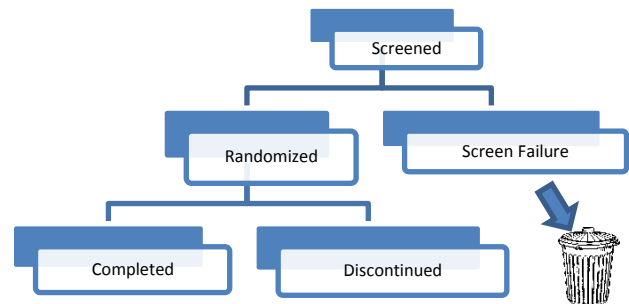 Screened
Randomized
Screen Failure
Completed
Discontinued